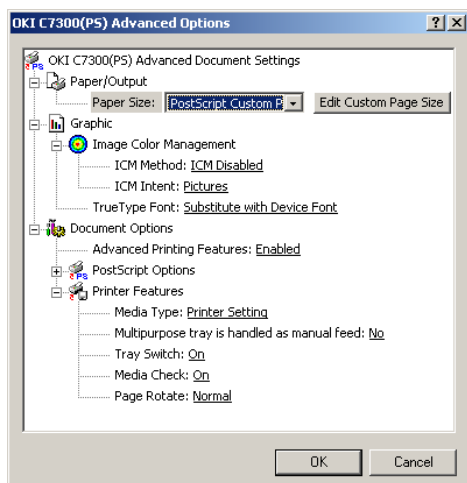 OKI C7300(PS) Advanced Options
OKI C7300(PS) Advanced Document Settings
Paper/Output
Paper Size: PostScript Custom P Edit Custom Page Size
Graphic
Image Color Management
ICM Method: ICM Disabled
ICM Intent: Pictures
TrueType Font: Substitute with Device Font
Document Options
Advanced Printing Features: Enabled
PostScript Options
Printer Features
Media Type: Printer Setting
Multipurpose tray is handled as manual feed: No
Tray Switch: On
Media Check: On
Page Rotate: Normal
OK Cancel